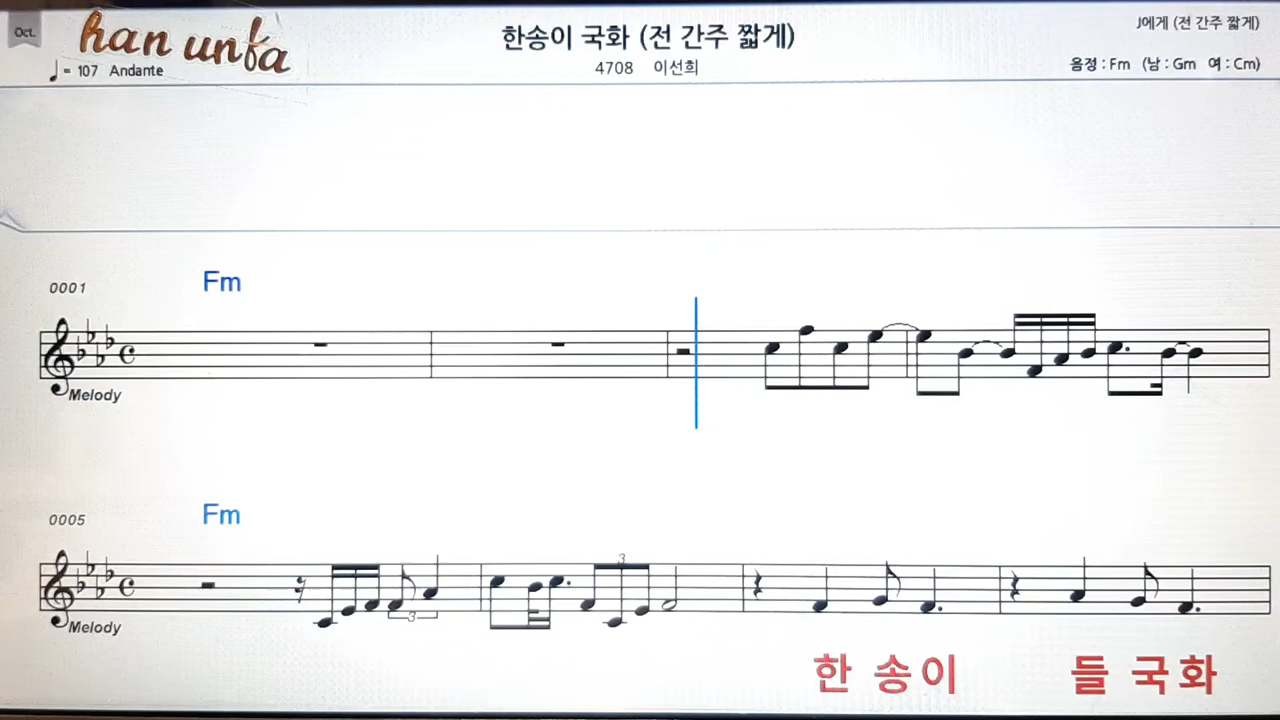 Oct.
han unfa
♩ = 107 Andante
한송이 국화 (전 간주 짧게)
4708 이선희
J에게 (전 간주 짧게)
음정 : Fm (남 : Gm 여 : Cm)
0001
Fm
Melody
0005
Fm
3
3
Melody
한 송이 들 국화